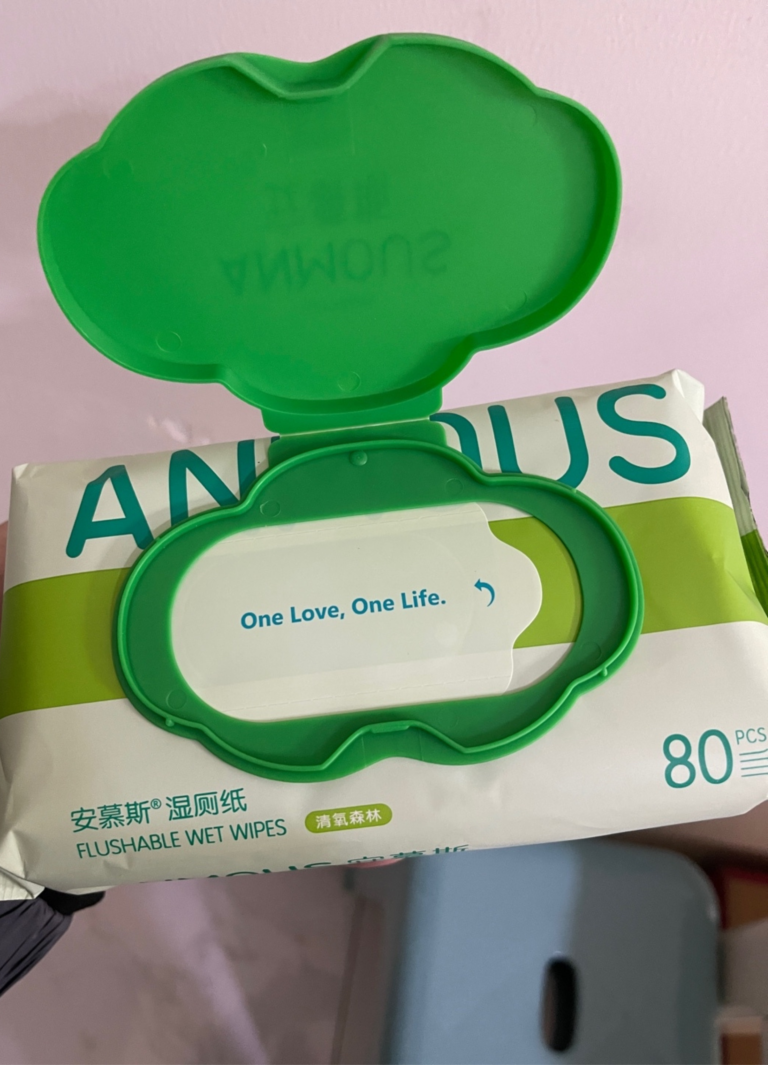 ANMOUS
One Love, One Life.
80 PCS
安慕斯® 湿厕纸
FLUSHABLE WET WIPES
清氧森林